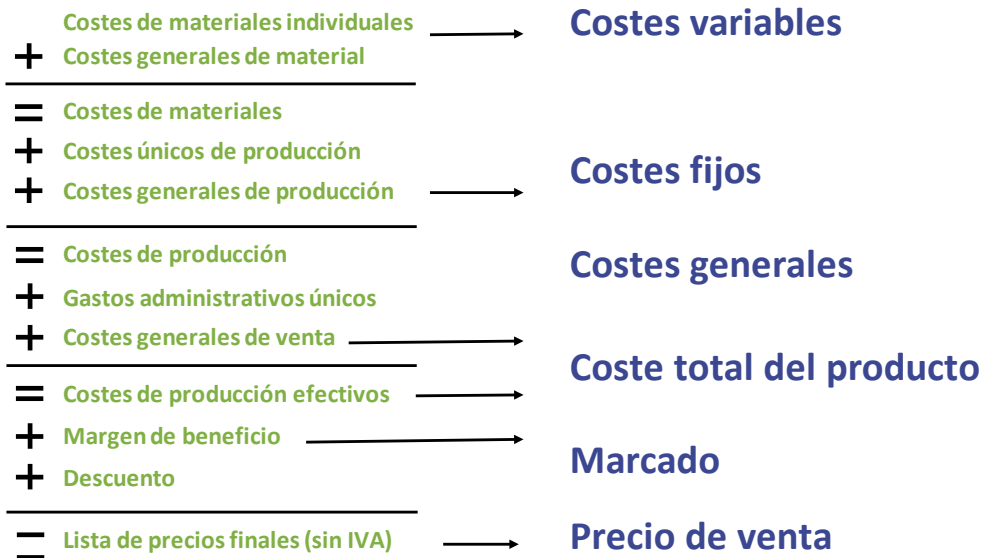 Costes de materiales individuales
+ Costes generales de material
= Costes de materiales
+ Costes únicos de producción
+ Costes generales de producción
= Costes de producción
+ Gastos administrativos únicos
+ Costes generales de venta
= Costes de producción efectivos
+ Margen de beneficio
+ Descuento
= Lista de precios finales (sin IVA)
Costes variables
Costes fijos
Costes generales
Coste total del producto
Marcado
Precio de venta